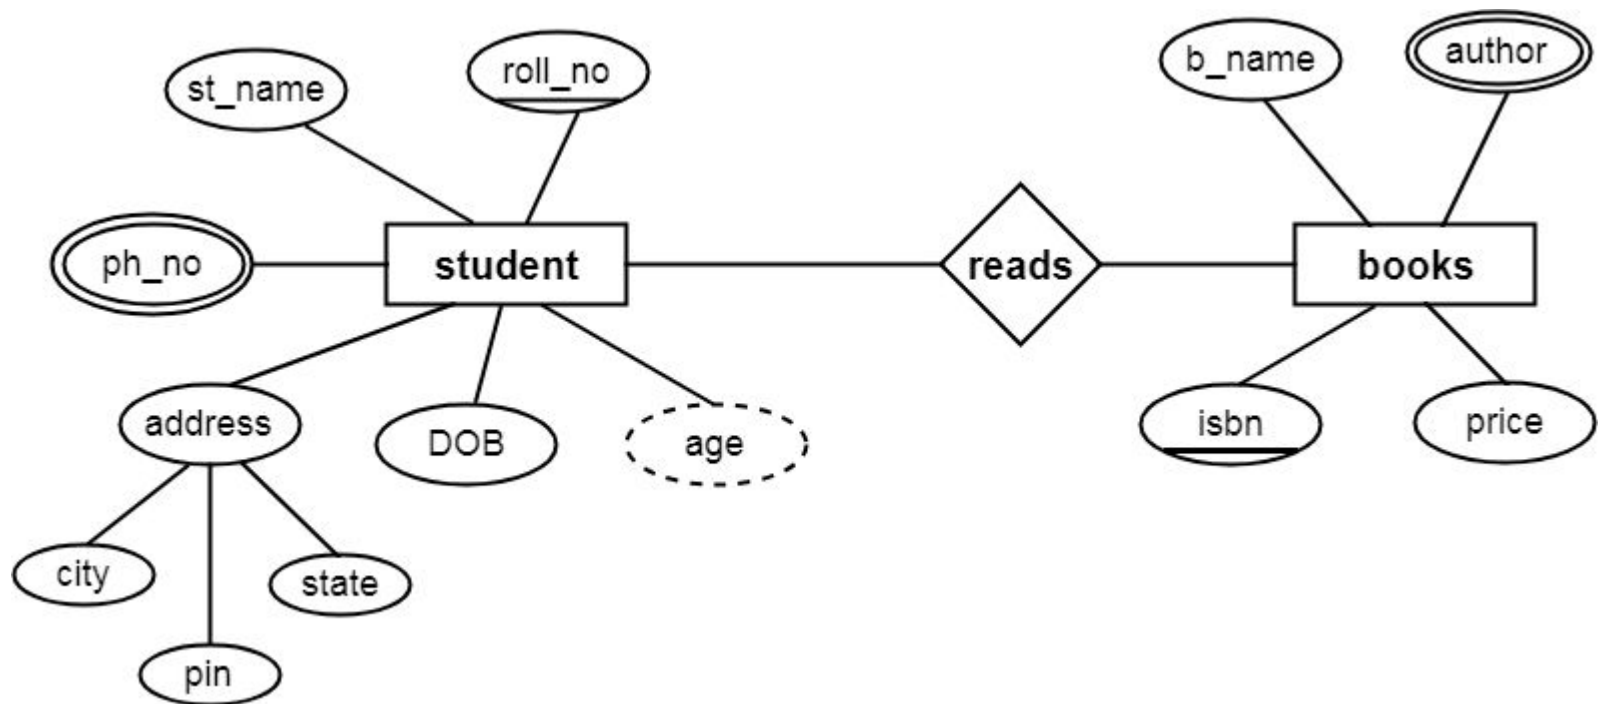 st_name
roll_no
b_name
author
ph_no
student
reads
books
address
DOB
age
isbn
price
city
state
pin